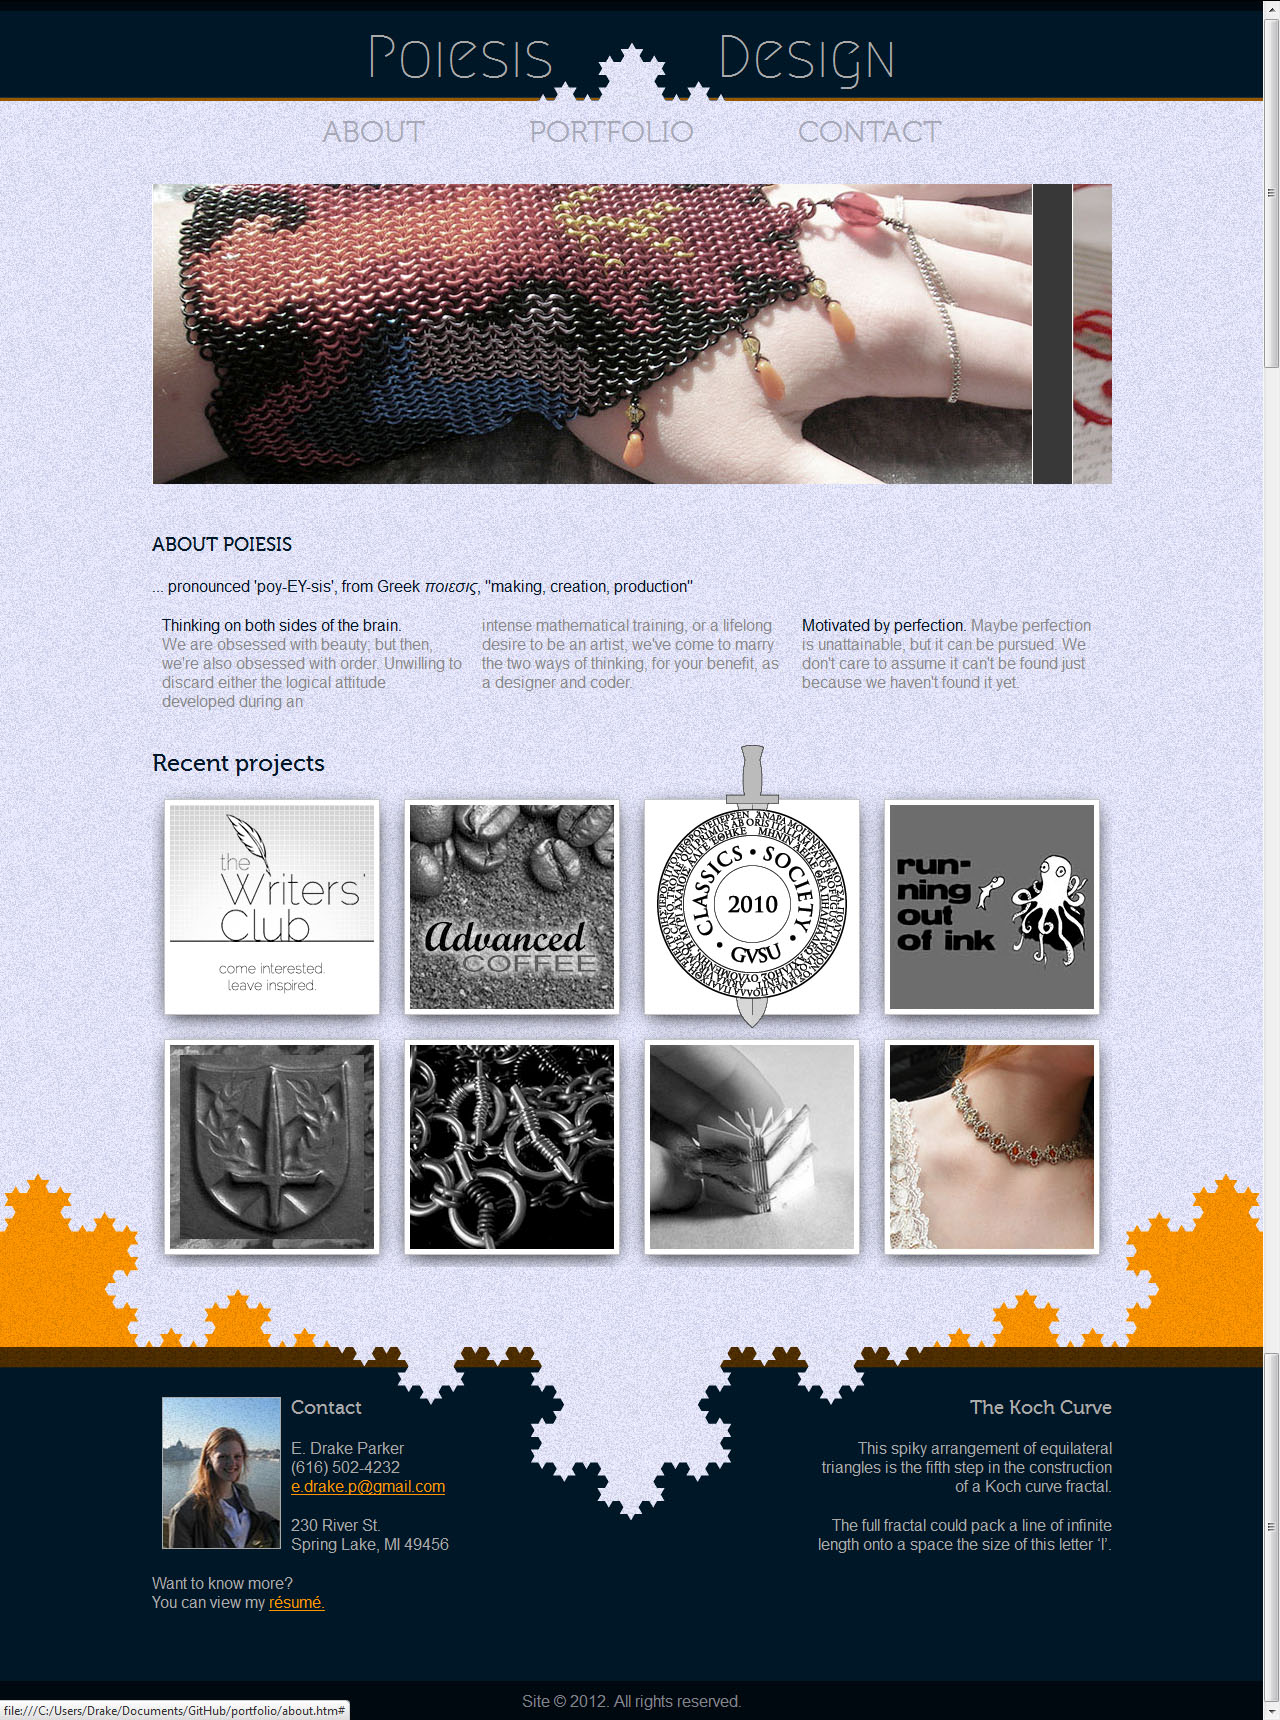 Poiesis Design
ABOUT PORTFOLIO CONTACT
ABOUT POIESIS
... pronounced 'poy-EY-sis', from Greek ποιεσις, "making, creation, production"
Thinking on both sides of the brain.
We are obsessed with beauty; but then,
we're also obsessed with order. Unwilling to
discard either the logical attitude
developed during an
intense mathematical training, or a lifelong
desire to be an artist, we've come to marry
the two ways of thinking, for your benefit, as
a designer and coder.
Motivated by perfection. Maybe perfection
is unattainable, but it can be pursued. We
don't care to assume it can't be found just
because we haven't found it yet.
Recent projects
the
Writers'
Club
come interested.
leave inspired.
Advanced
COFFEE
CLASSICS • SOCIETY
2010
• GVSU •
run-
ning
out
of ink
Contact
E. Drake Parker
(616) 502-4232
e.drake.p@gmail.com
230 River St.
Spring Lake, MI 49456
Want to know more?
You can view my résumé.
The Koch Curve
This spiky arrangement of equilateral
triangles is the fifth step in the construction
of a Koch curve fractal.
The full fractal could pack a line of infinite
length onto a space the size of this letter ‘l’.
Site © 2012. All rights reserved.
file:///C:/Users/Drake/Documents/GitHub/portfolio/about.htm#